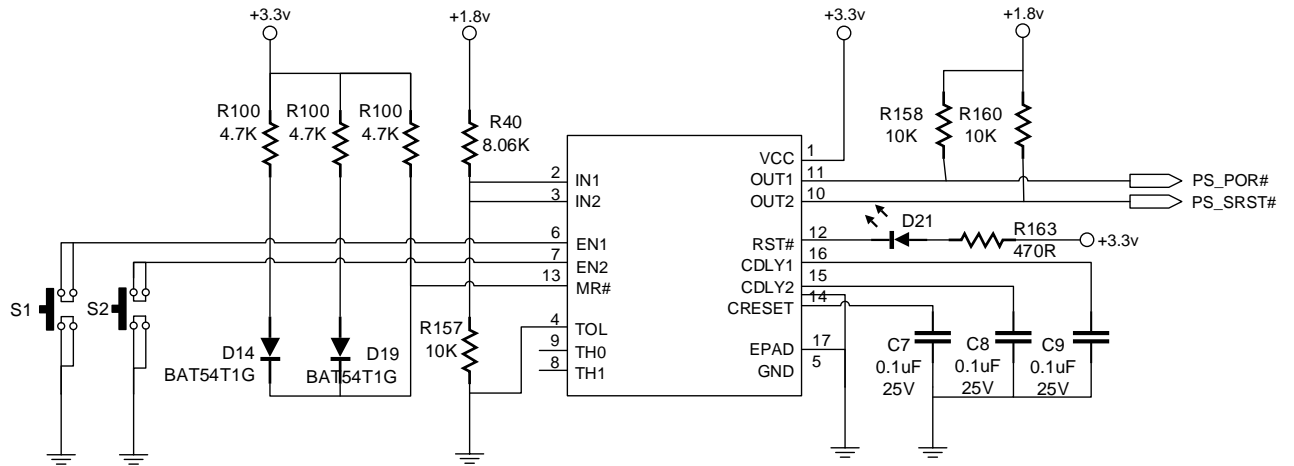 +3.3v
+1.8v
+3.3v
+1.8v
R100
4.7K
R100
4.7K
R100
4.7K
R40
8.06K
R158
10K
R160
10K
2
IN1
3
IN2
6
EN1
7
EN2
13
MR#
4
TOL
9
TH0
8
TH1
VCC
1
OUT1
11
OUT2
10
RST#
12
CDLY1
16
CDLY2
15
CRESET
14
EPAD
17
GND
5
PS_POR#
PS_SRST#
D21
R163
470R
+3.3v
S1
S2
D14
BAT54T1G
D19
BAT54T1G
R157
10K
C7
0.1uF
25V
C8
0.1uF
25V
C9
0.1uF
25V